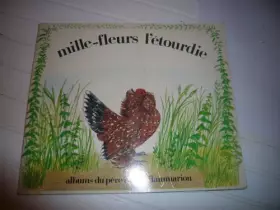 mille-fleurs l'étourdie
albums du père flammarion